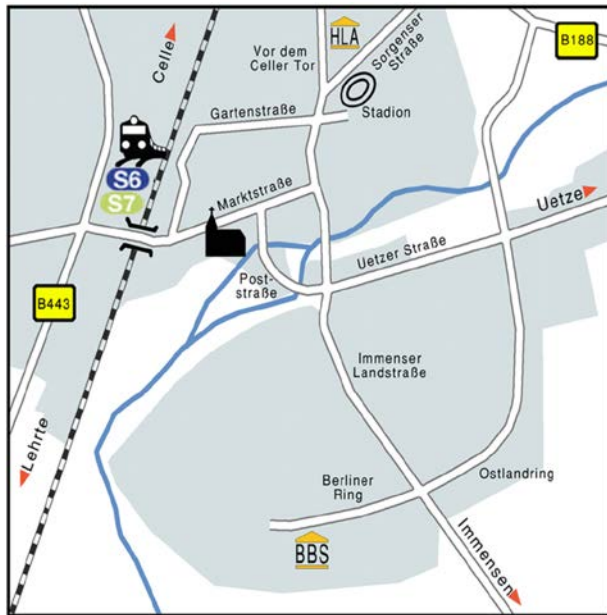 B188
HLA
Celle
Vor dem
Celler Tor
Sorgenser
Straße
Gartenstraße
Stadion
S6
S7
Marktstraße
Uetze
Uetzer Straße
Post-
straße
B443
Immenser
Landstraße
Lehrte
Berliner
Ring
Ostlandring
BBS
Immensen